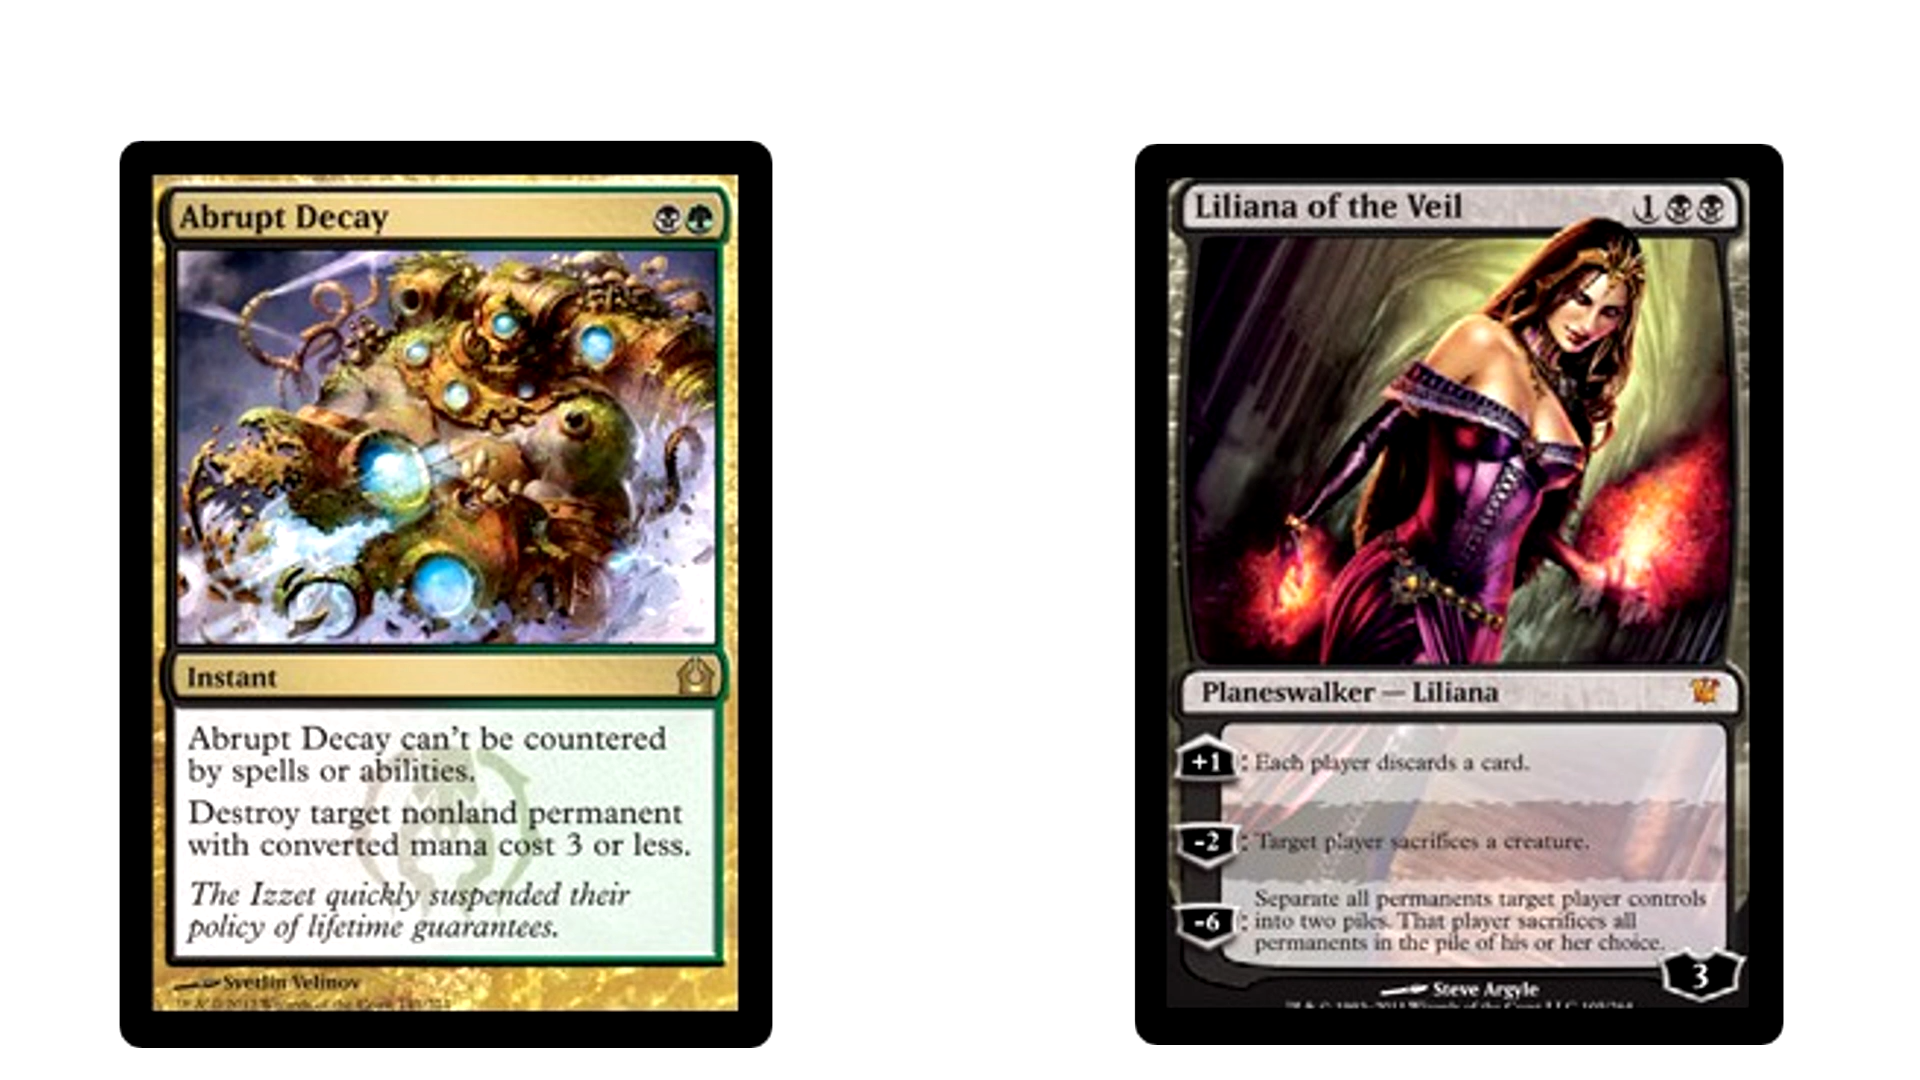 Abrupt Decay
Instant
Abrupt Decay can't be countered
by spells or abilities.
Destroy target nonland permanent
with converted mana cost 3 or less.
The Izzet quickly suspended their
policy of lifetime guarantees.
Svetlin Velinov
Liliana of the Veil 1
Planeswalker — Liliana
+1 : Each player discards a card.
-2 : Target player sacrifices a creature.
Separate all permanents target player controls
-6 : into two piles. That player sacrifices all
permanents in the pile of his or her choice.
3
Steve Argyle